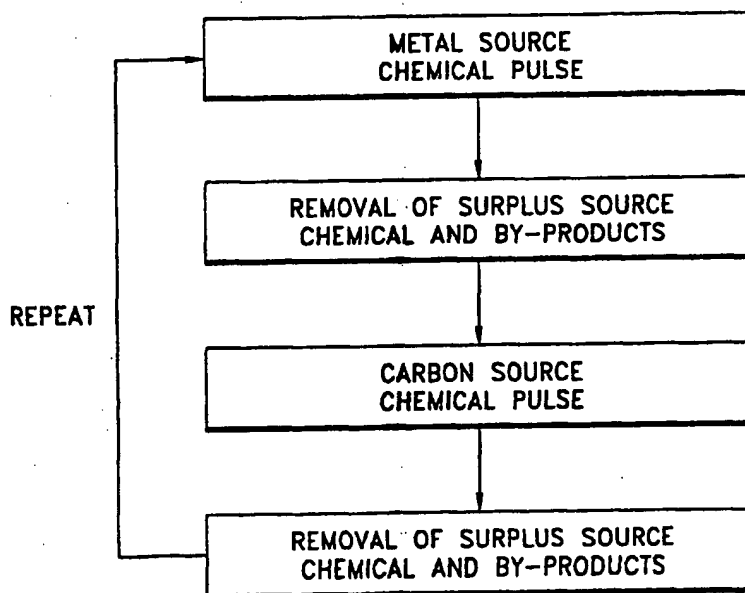 METAL SOURCE
CHEMICAL PULSE
REMOVAL OF SURPLUS SOURCE
CHEMICAL AND BY-PRODUCTS
REPEAT
CARBON SOURCE
CHEMICAL PULSE
REMOVAL OF SURPLUS SOURCE
CHEMICAL AND BY-PRODUCTS